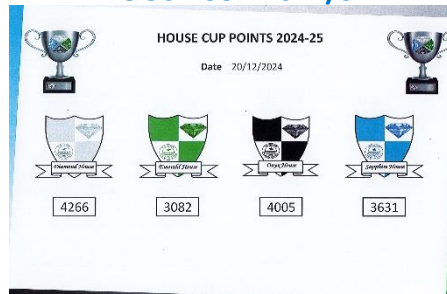 HOUSE CUP POINTS 2024-25
Date 20/12/2024
Diamond House
Emerald House
Onyx House
Sapphire House
4266
3082
4005
3631